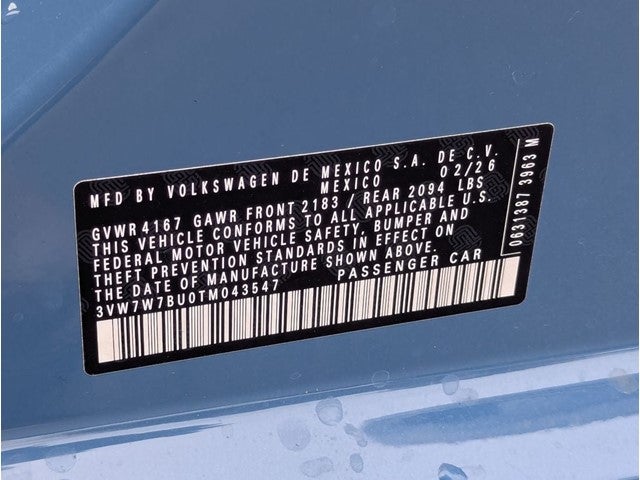 MFD BY VOLKSWAGEN DE MEXICO S.A. DE C.V.
MEXICO 02/26
GVWR 4167 GAWR FRONT 2183 / REAR 2094 LBS
THIS VEHICLE CONFORMS TO ALL APPLICABLE U.S.
FEDERAL MOTOR VEHICLE SAFETY, BUMPER AND
THEFT PREVENTION STANDARDS IN EFFECT ON
THE DATE OF MANUFACTURE SHOWN ABOVE.
3VW7W7BU0TM043547 PASSENGER CAR
0631387 3963 M